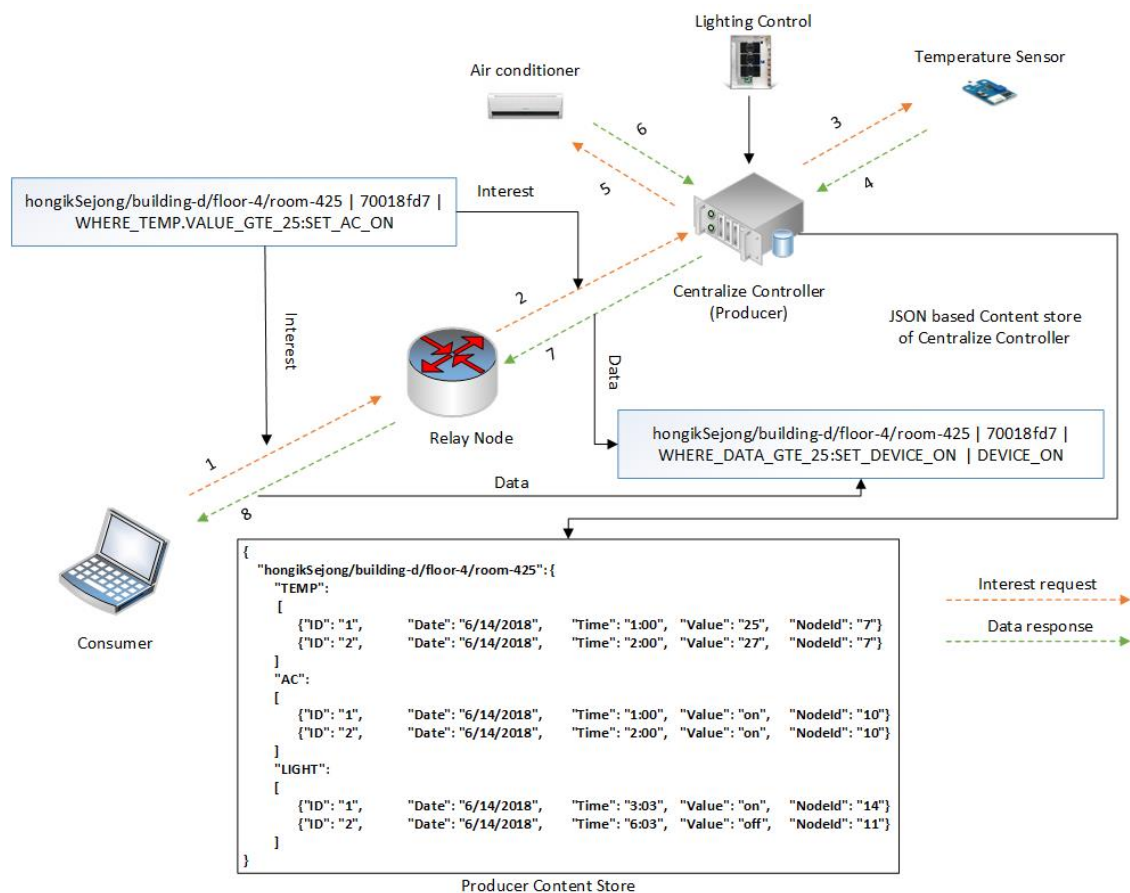 Lighting Control
Air conditioner
Temperature Sensor
6
3
5
4
hongikSejong/building-d/floor-4/room-425 | 70018fd7 |
WHERE_TEMP.VALUE_GTE_25:SET_AC_ON
Interest
Interest
2
7
Centralize Controller
(Producer)
JSON based Content store
of Centralize Controller
Data
Relay Node
hongikSejong/building-d/floor-4/room-425 | 70018fd7 |
WHERE_DATA_GTE_25:SET_DEVICE_ON | DEVICE_ON
1
Data
8
Consumer
{
"hongikSejong/building-d/floor-4/room-425":{
"TEMP":
[
{"ID": "1", "Date": "6/14/2018", "Time": "1:00", "Value": "25", "NodeId": "7"}
{"ID": "2", "Date": "6/14/2018", "Time": "2:00", "Value": "27", "NodeId": "7"}
]
"AC":
[
{"ID": "1", "Date": "6/14/2018", "Time": "1:00", "Value": "on", "NodeId": "10"}
{"ID": "2", "Date": "6/14/2018", "Time": "2:00", "Value": "on", "NodeId": "10"}
]
"LIGHT":
[
{"ID": "1", "Date": "6/14/2018", "Time": "3:03", "Value": "on", "NodeId": "14"}
{"ID": "2", "Date": "6/14/2018", "Time": "6:03", "Value": "off", "NodeId": "11"}
]
}
Interest request
Data response
Producer Content Store